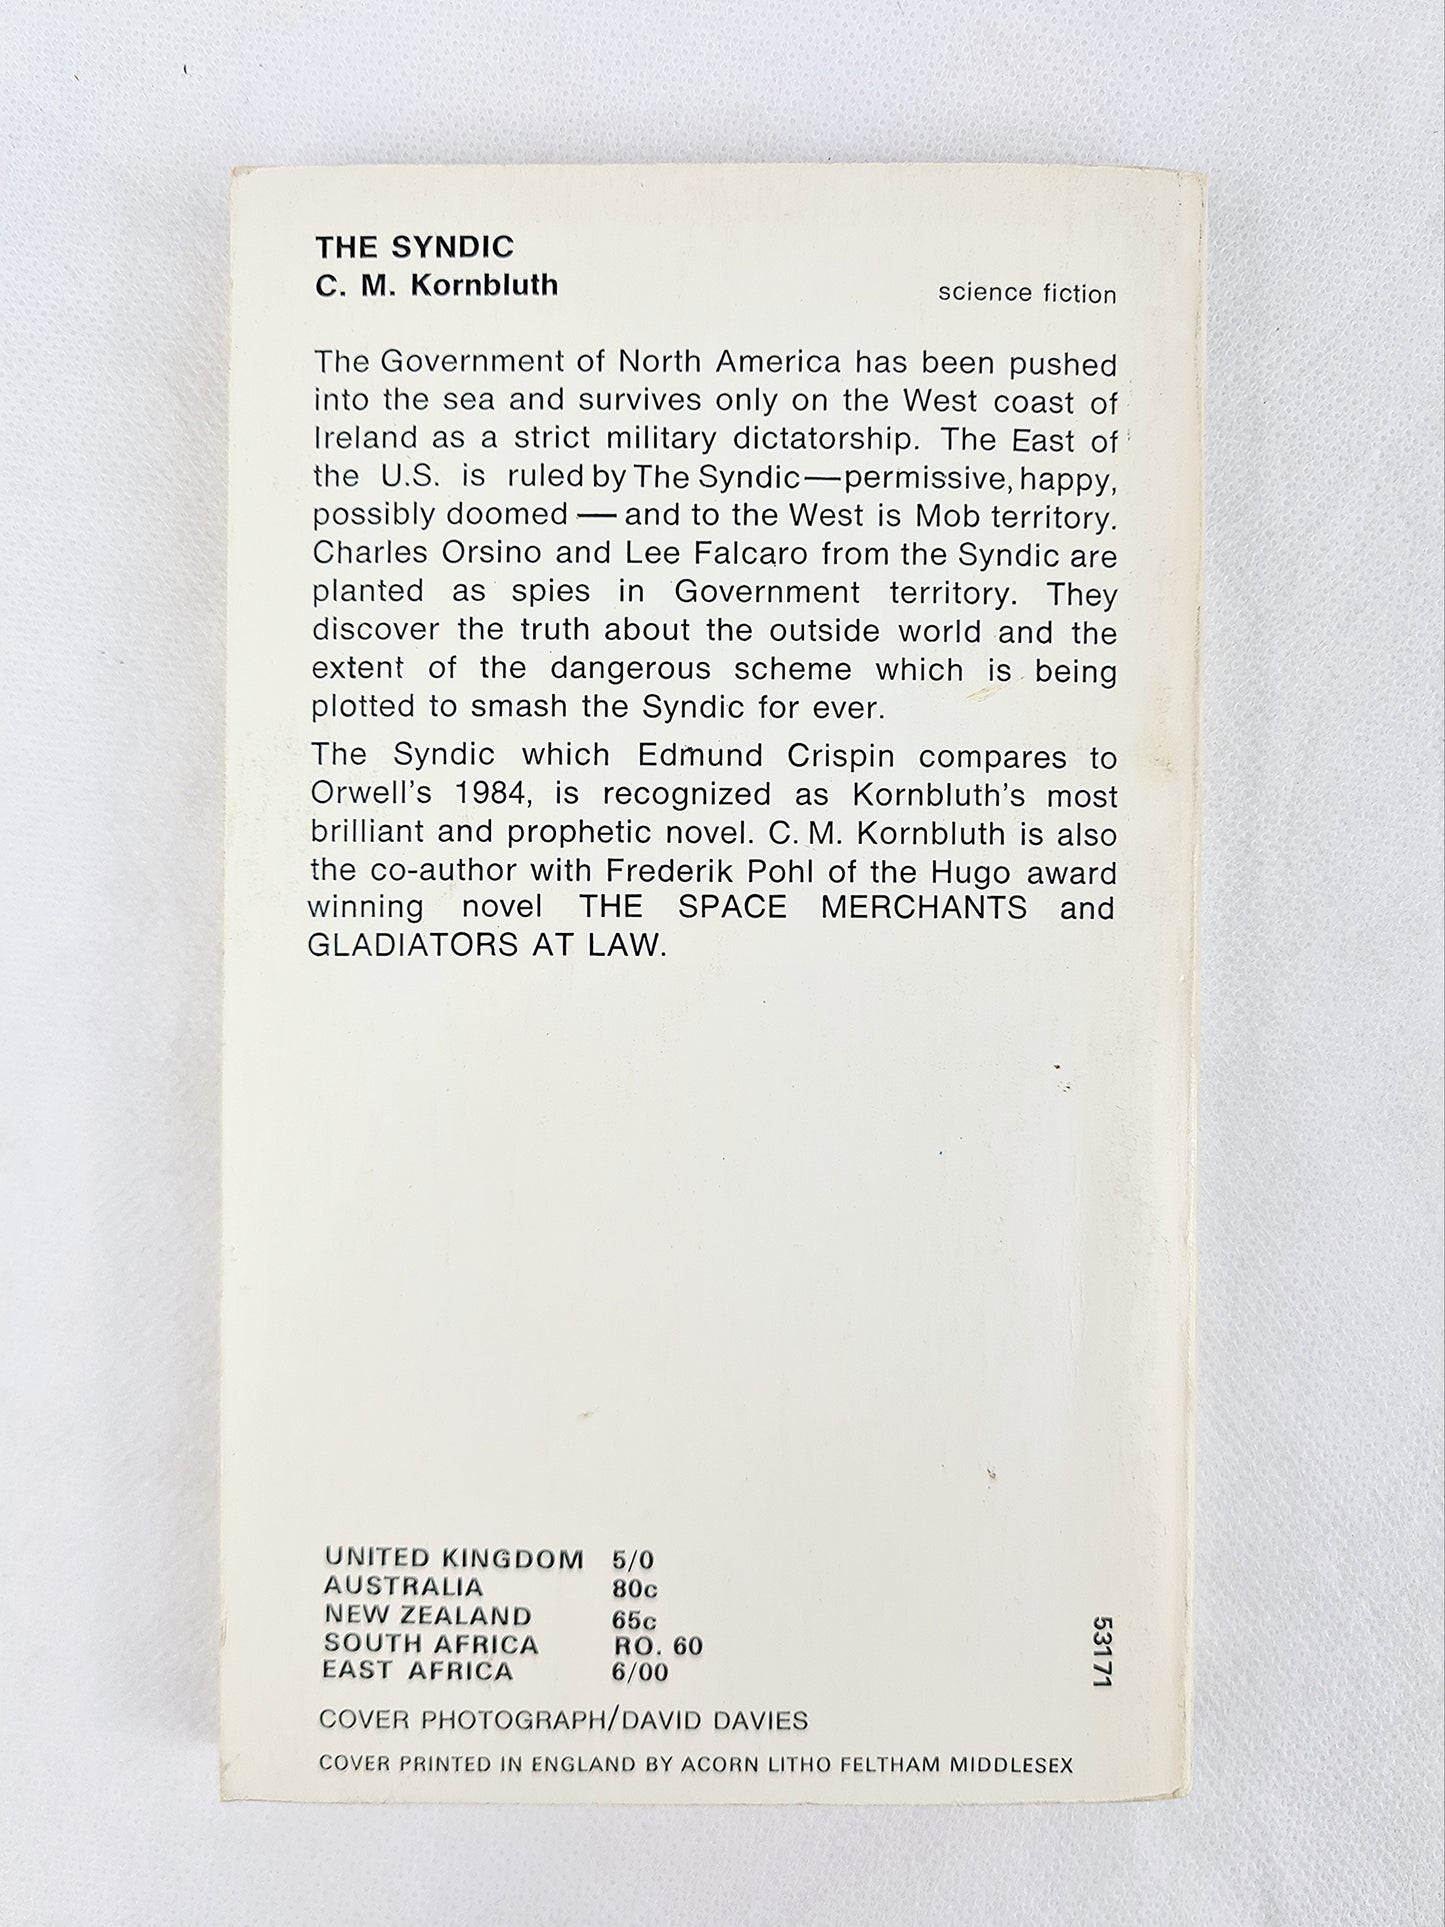 THE SYNDIC
C. M. Kornbluth
science fiction
The Government of North America has been pushed
into the sea and survives only on the West coast of
Ireland as a strict military dictatorship. The East of
the U.S. is ruled by The Syndic—permissive, happy,
possibly doomed — and to the West is Mob territory.
Charles Orsino and Lee Falcaro from the Syndic are
planted as spies in Government territory. They
discover the truth about the outside world and the
extent of the dangerous scheme which is being
plotted to smash the Syndic for ever.
The Syndic which Edmund Crispin compares to
Orwell's 1984, is recognized as Kornbluth's most
brilliant and prophetic novel. C. M. Kornbluth is also
the co-author with Frederik Pohl of the Hugo award
winning novel THE SPACE MERCHANTS and
GLADIATORS AT LAW.
UNITED KINGDOM 5/0
AUSTRALIA 80c
NEW ZEALAND 65c
SOUTH AFRICA RO. 60
EAST AFRICA 6/00
53171
COVER PHOTOGRAPH/DAVID DAVIES
COVER PRINTED IN ENGLAND BY ACORN LITHO FELTHAM MIDDLESEX